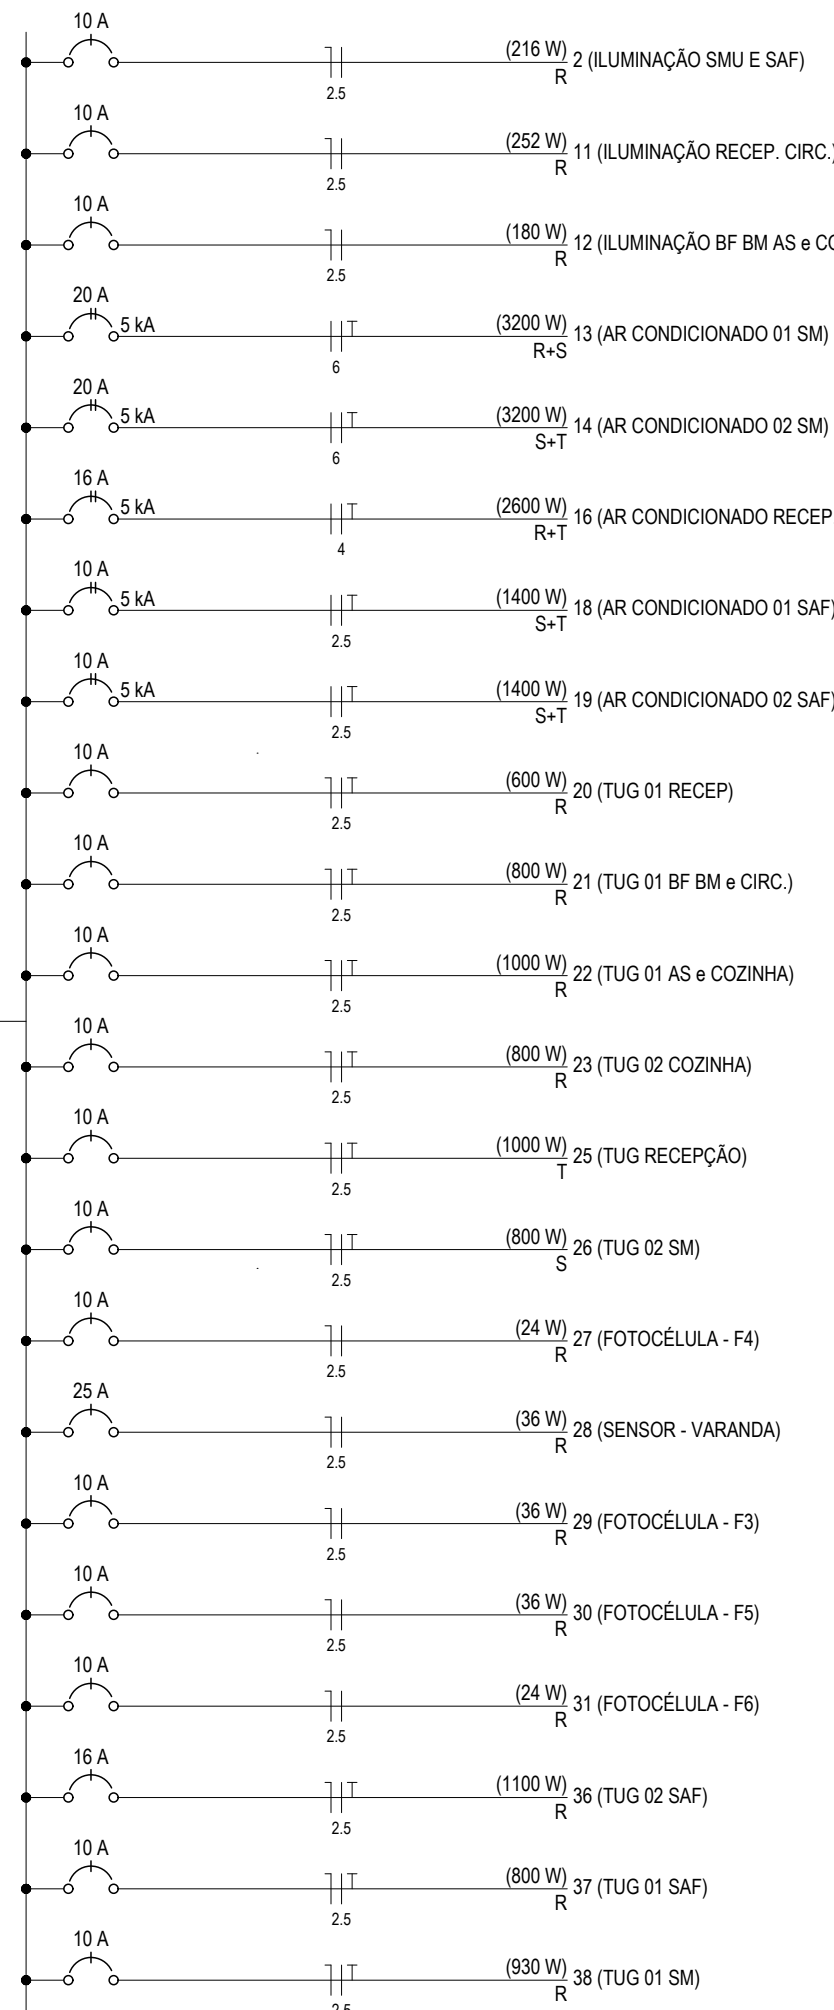 10 A
(216 W) 2 (ILUMINAÇÃO SMU E SAF)
R
2.5
10 A
(252 W) 11 (ILUMINAÇÃO RECEP. CIRC.)
R
2.5
10 A
(180 W) 12 (ILUMINAÇÃO BF BM AS e
R
2.5
20 A
5 kA
(3200 W) 13 (AR CONDICIONADO 01 SM)
R+S
6
20 A
5 kA
(3200 W) 14 (AR CONDICIONADO 02 SM)
S+T
6
16 A
5 kA
(2600 W) 16 (AR CONDICIONADO RECEP
R+T
4
10 A
5 kA
(1400 W) 18 (AR CONDICIONADO 01 SAF)
S+T
2.5
10 A
5 kA
(1400 W) 19 (AR CONDICIONADO 02 SAF)
S+T
2.5
10 A
(600 W) 20 (TUG 01 RECEP)
R
2.5
10 A
(800 W) 21 (TUG 01 BF BM e CIRC.)
R
2.5
10 A
(1000 W) 22 (TUG 01 AS e COZINHA)
R
2.5
10 A
(800 W) 23 (TUG 02 COZINHA)
R
2.5
10 A
(1000 W) 25 (TUG RECEPÇÃO)
T
2.5
10 A
(800 W) 26 (TUG 02 SM)
S
2.5
10 A
(24 W) 27 (FOTOCÉLULA - F4)
R
2.5
25 A
(36 W) 28 (SENSOR - VARANDA)
R
2.5
10 A
(36 W) 29 (FOTOCÉLULA - F3)
R
2.5
10 A
(36 W) 30 (FOTOCÉLULA - F5)
R
2.5
10 A
(24 W) 31 (FOTOCÉLULA - F6)
R
2.5
16 A
(1100 W) 36 (TUG 02 SAF)
R
2.5
10 A
(800 W) 37 (TUG 01 SAF)
R
2.5
10 A
(930 W) 38 (TUG 01 SM)
R
2.5